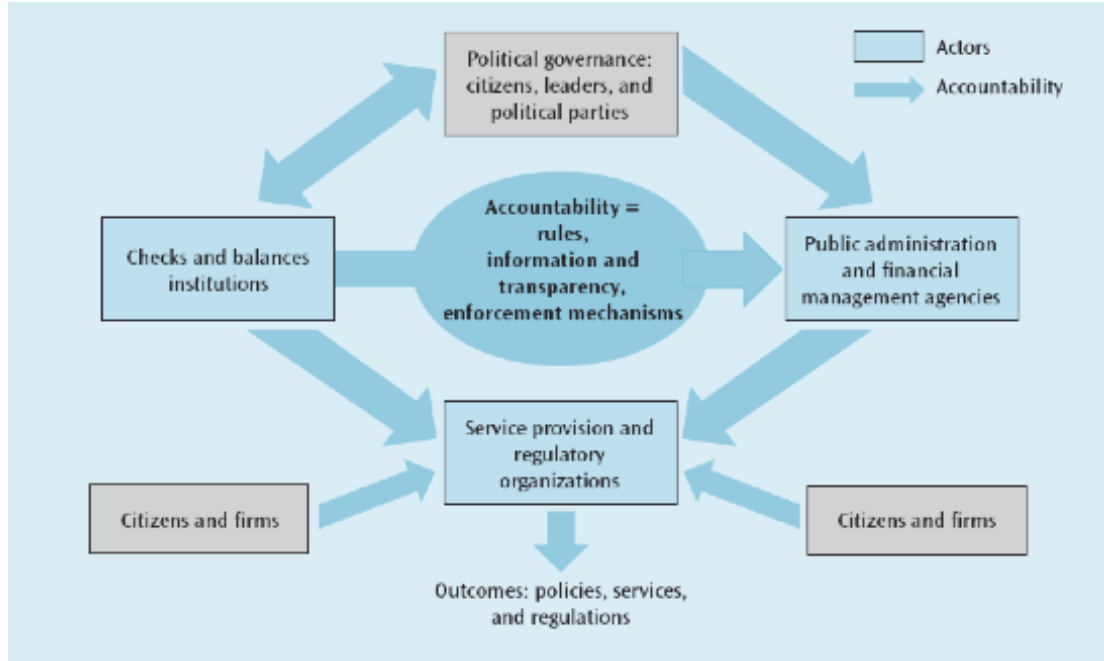 Political governance:
citizens, leaders, and
political parties
Actors
Accountability
Checks and balances
institutions
Accountability =
rules,
information and
transparency,
enforcement mechanisms
Public administration
and financial
management agencies
Service provision and
regulatory
organizations
Citizens and firms
Citizens and firms
Outcomes: policies, services,
and regulations